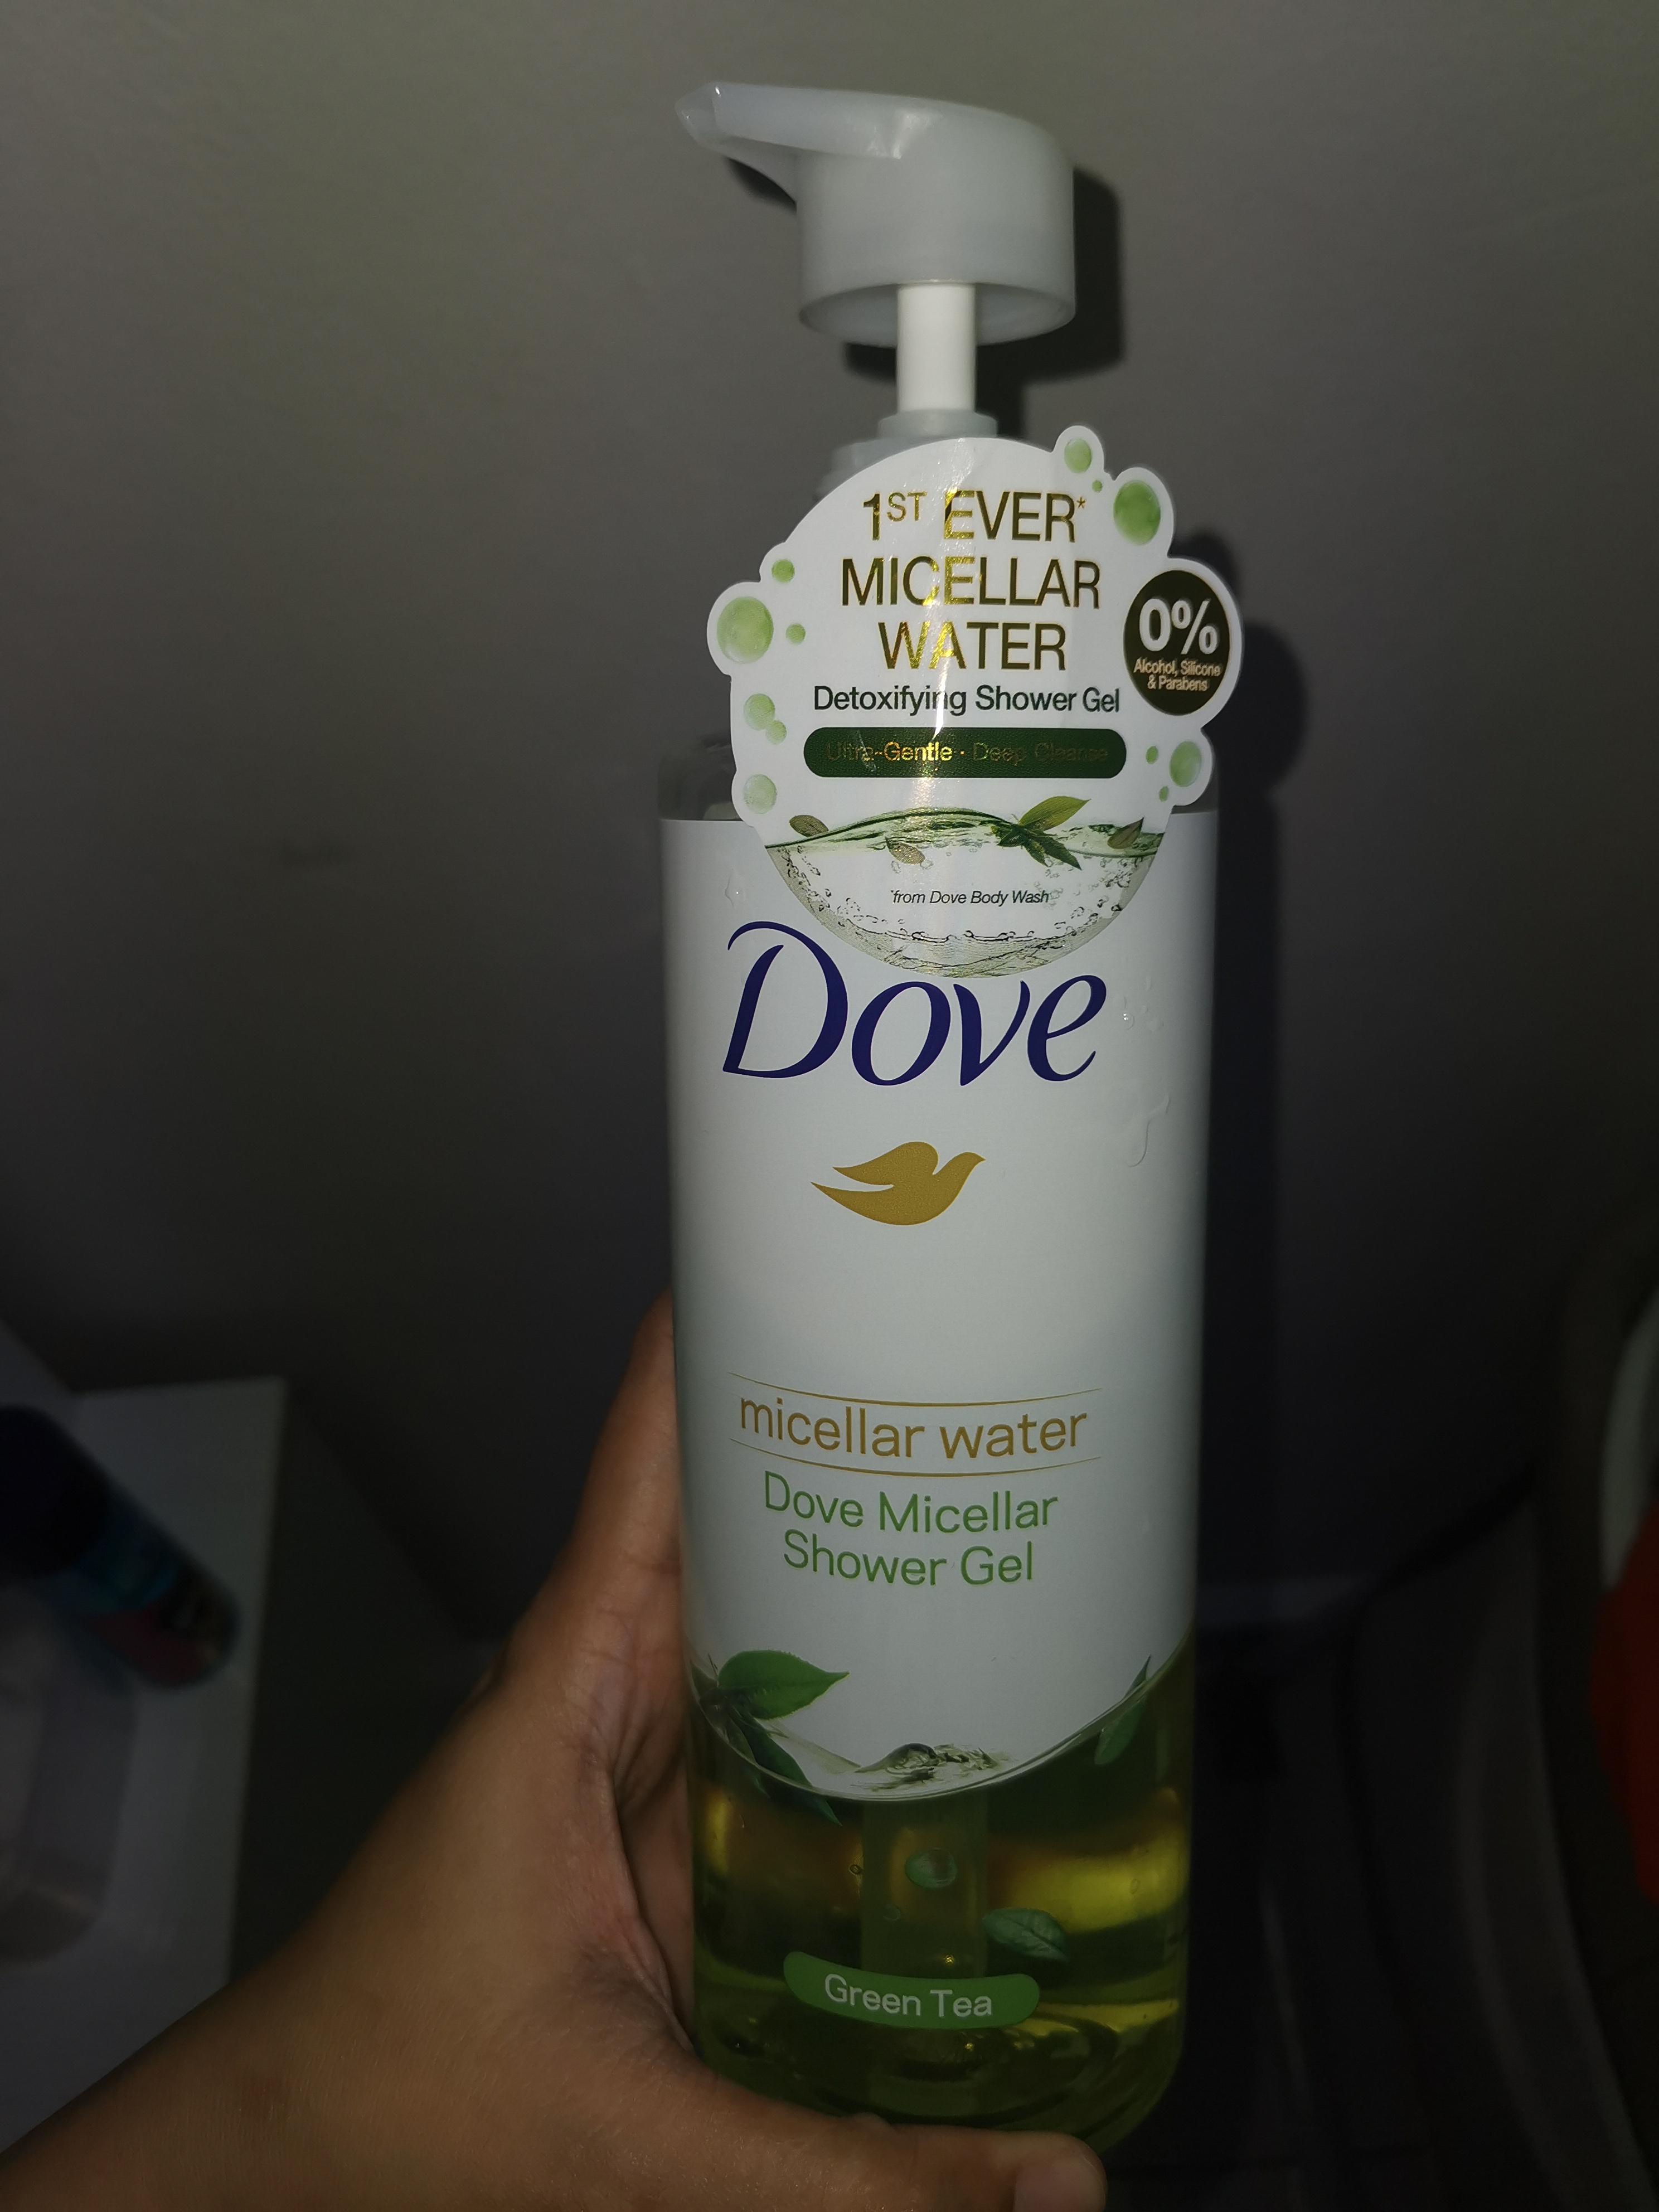 1ST EVER*
MICELLAR
WATER
0%
Alcohol, Silicone
& Parabens
Detoxifying Shower Gel
Ultra-Gentle · Deep Cleanse
*from Dove Body Wash
Dove
micellar water
Dove Micellar
Shower Gel
Green Tea